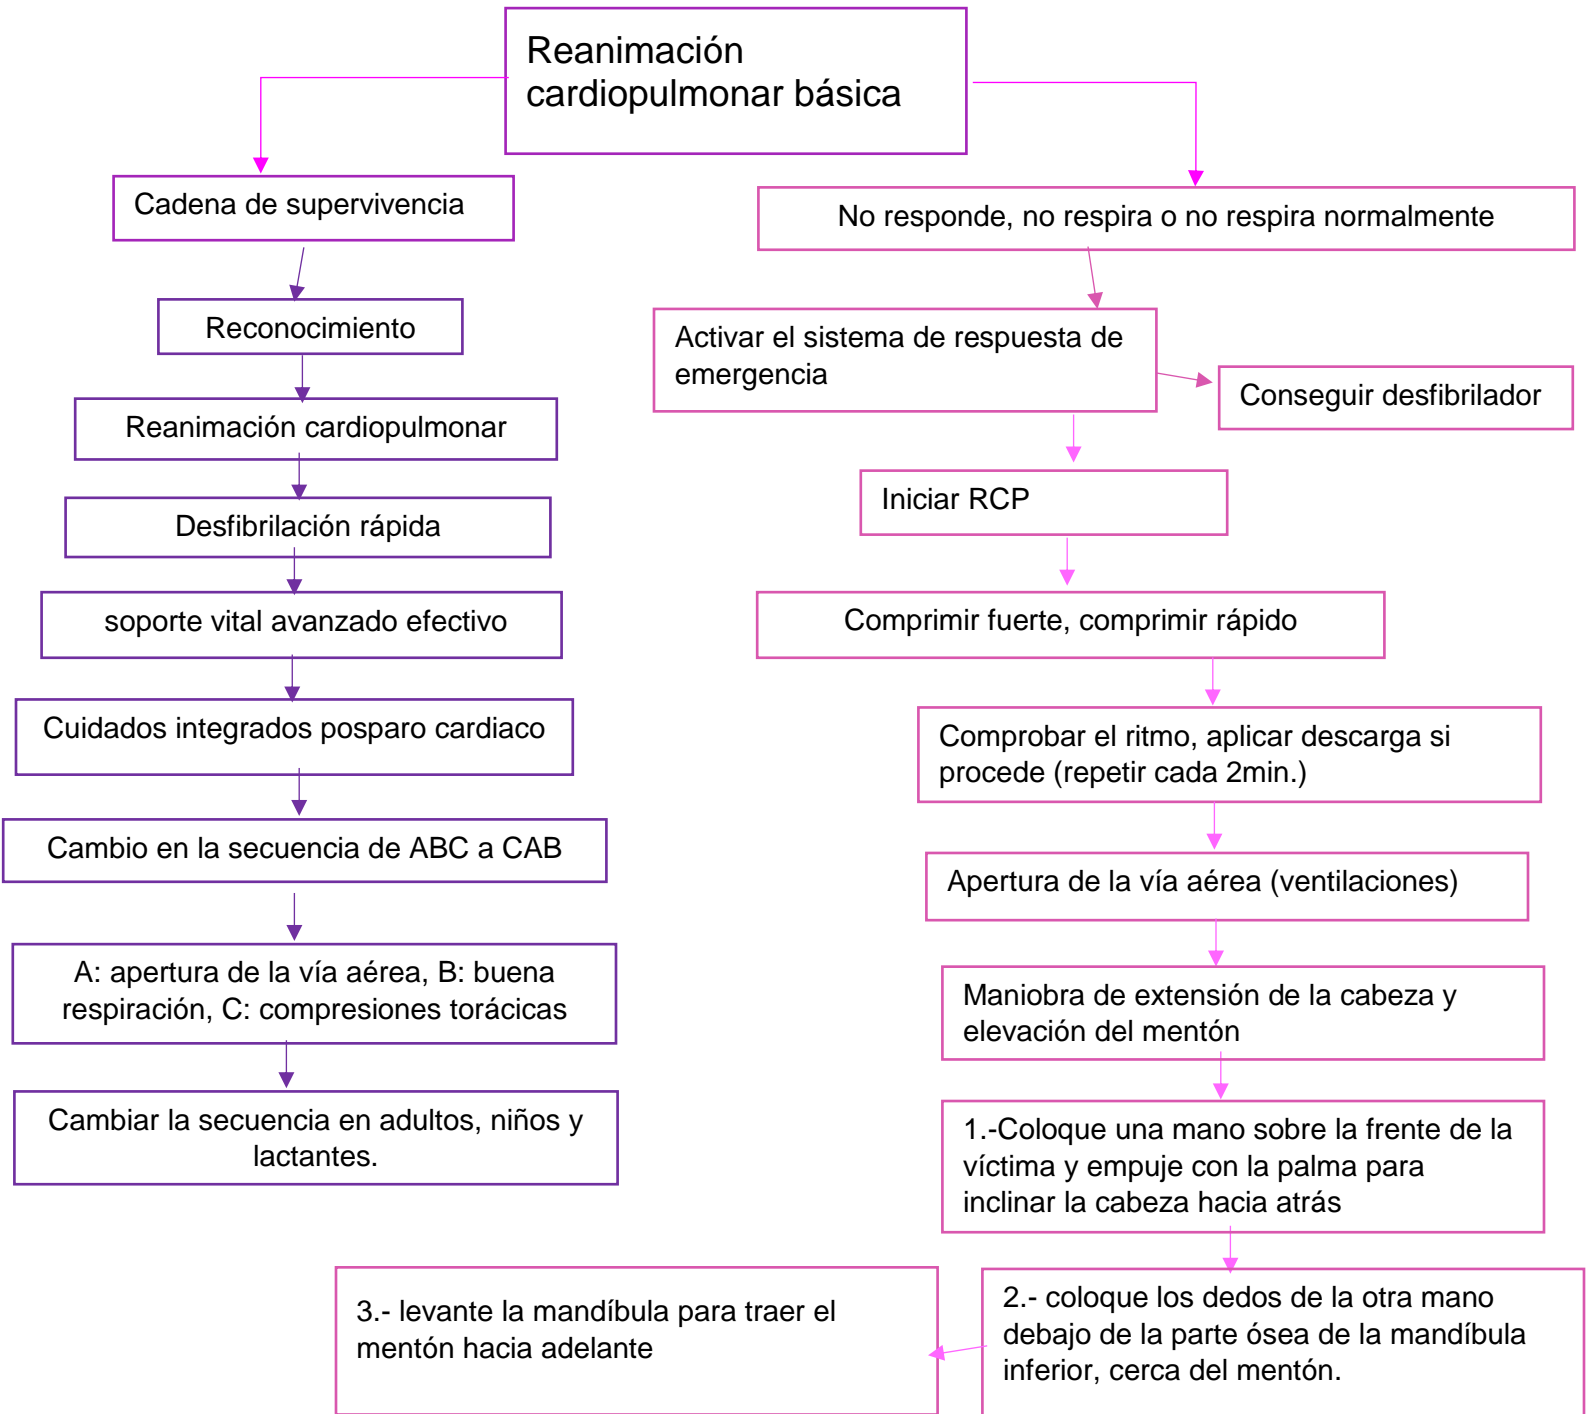 Reanimación
cardiopulmonar básica
Cadena de supervivencia
Reconocimiento
Reanimación cardiopulmonar
Desfibrilación rápida
soporte vital avanzado efectivo
Cuidados integrados posparo cardiaco
Cambio en la secuencia de ABC a CAB
A: apertura de la vía aérea, B: buena
respiración, C: compresiones torácicas
Cambiar la secuencia en adultos, niños y
lactantes.
No responde, no respira o no respira normalmente
Activar el sistema de respuesta de
emergencia
Conseguir desfibrilador
Iniciar RCP
Comprimir fuerte, comprimir rápido
Comprobar el ritmo, aplicar descarga si
procede (repetir cada 2min.)
Apertura de la vía aérea (ventilaciones)
Maniobra de extensión de la cabeza y
elevación del mentón
1.-Coloque una mano sobre la frente de la
víctima y empuje con la palma para
inclinar la cabeza hacia atrás
2.- coloque los dedos de la otra mano
debajo de la parte ósea de la mandíbula
inferior, cerca del mentón.
3.- levante la mandíbula para traer el
mentón hacia adelante